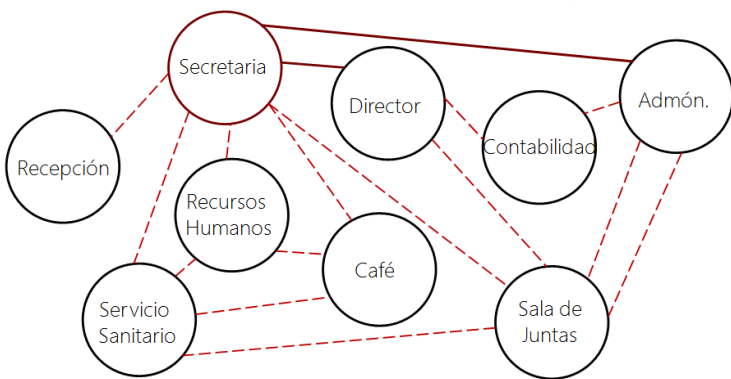 Secretaria
Director
Admón.
Contabilidad
Recepción
Recursos
Humanos
Café
Servicio
Sanitario
Sala de
Juntas